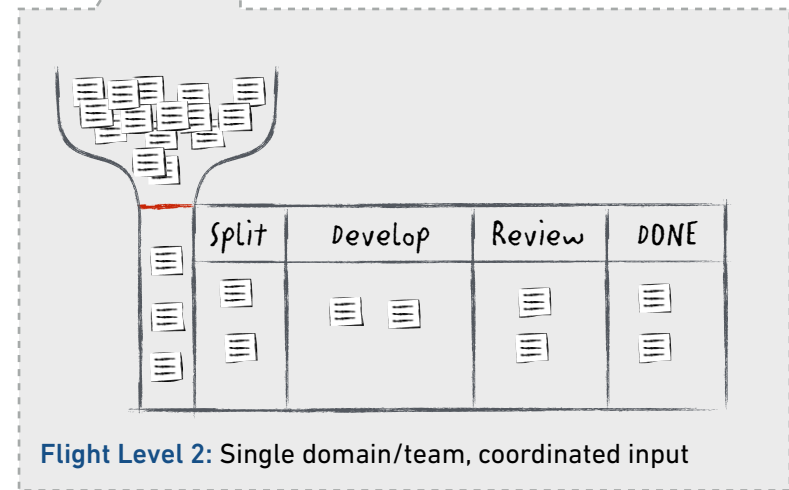 Split Develop Review DONE
Flight Level 2: Single domain/team, coordinated input